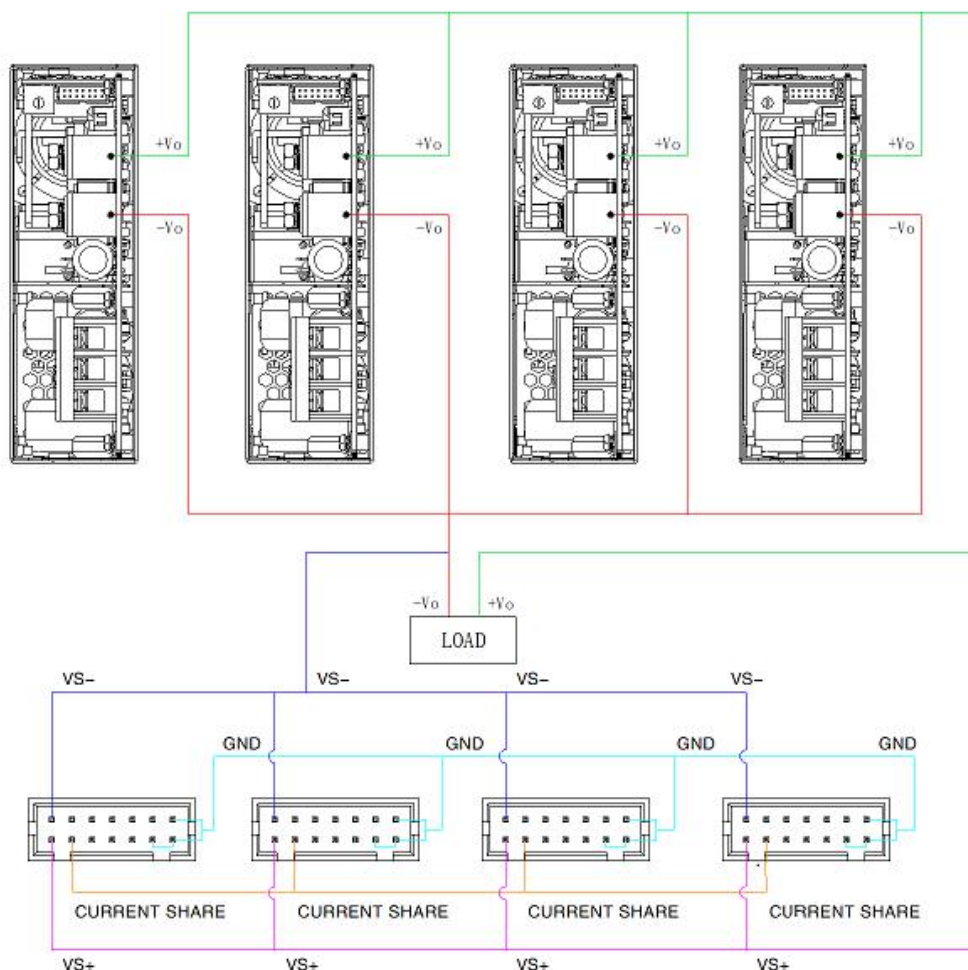 +Vo +Vo +Vo +Vo
-Vo -Vo -Vo -Vo
-Vo +Vo
LOAD
VS- VS- VS- VS-
GND GND GND GND
CURRENT SHARE CURRENT SHARE CURRENT SHARE CURRENT SHARE
VS+ VS+ VS+ VS+